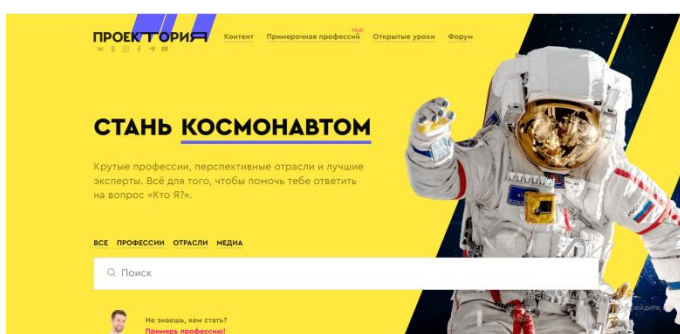 ПРОЕКТОРИЯ
Контент Примерочная профессий Hot! Открытые уроки Форум
СТАНЬ КОСМОНАВТОМ
Крутые профессии, перспективные отрасли и лучшие
эксперты. Всё для того, чтобы помочь тебе ответить
на вопрос «Кто Я?».
ВСЕ ПРОФЕССИИ ОТРАСЛИ МЕДИА
Поиск
Не знаешь, кем стать?
Примерь профессию!